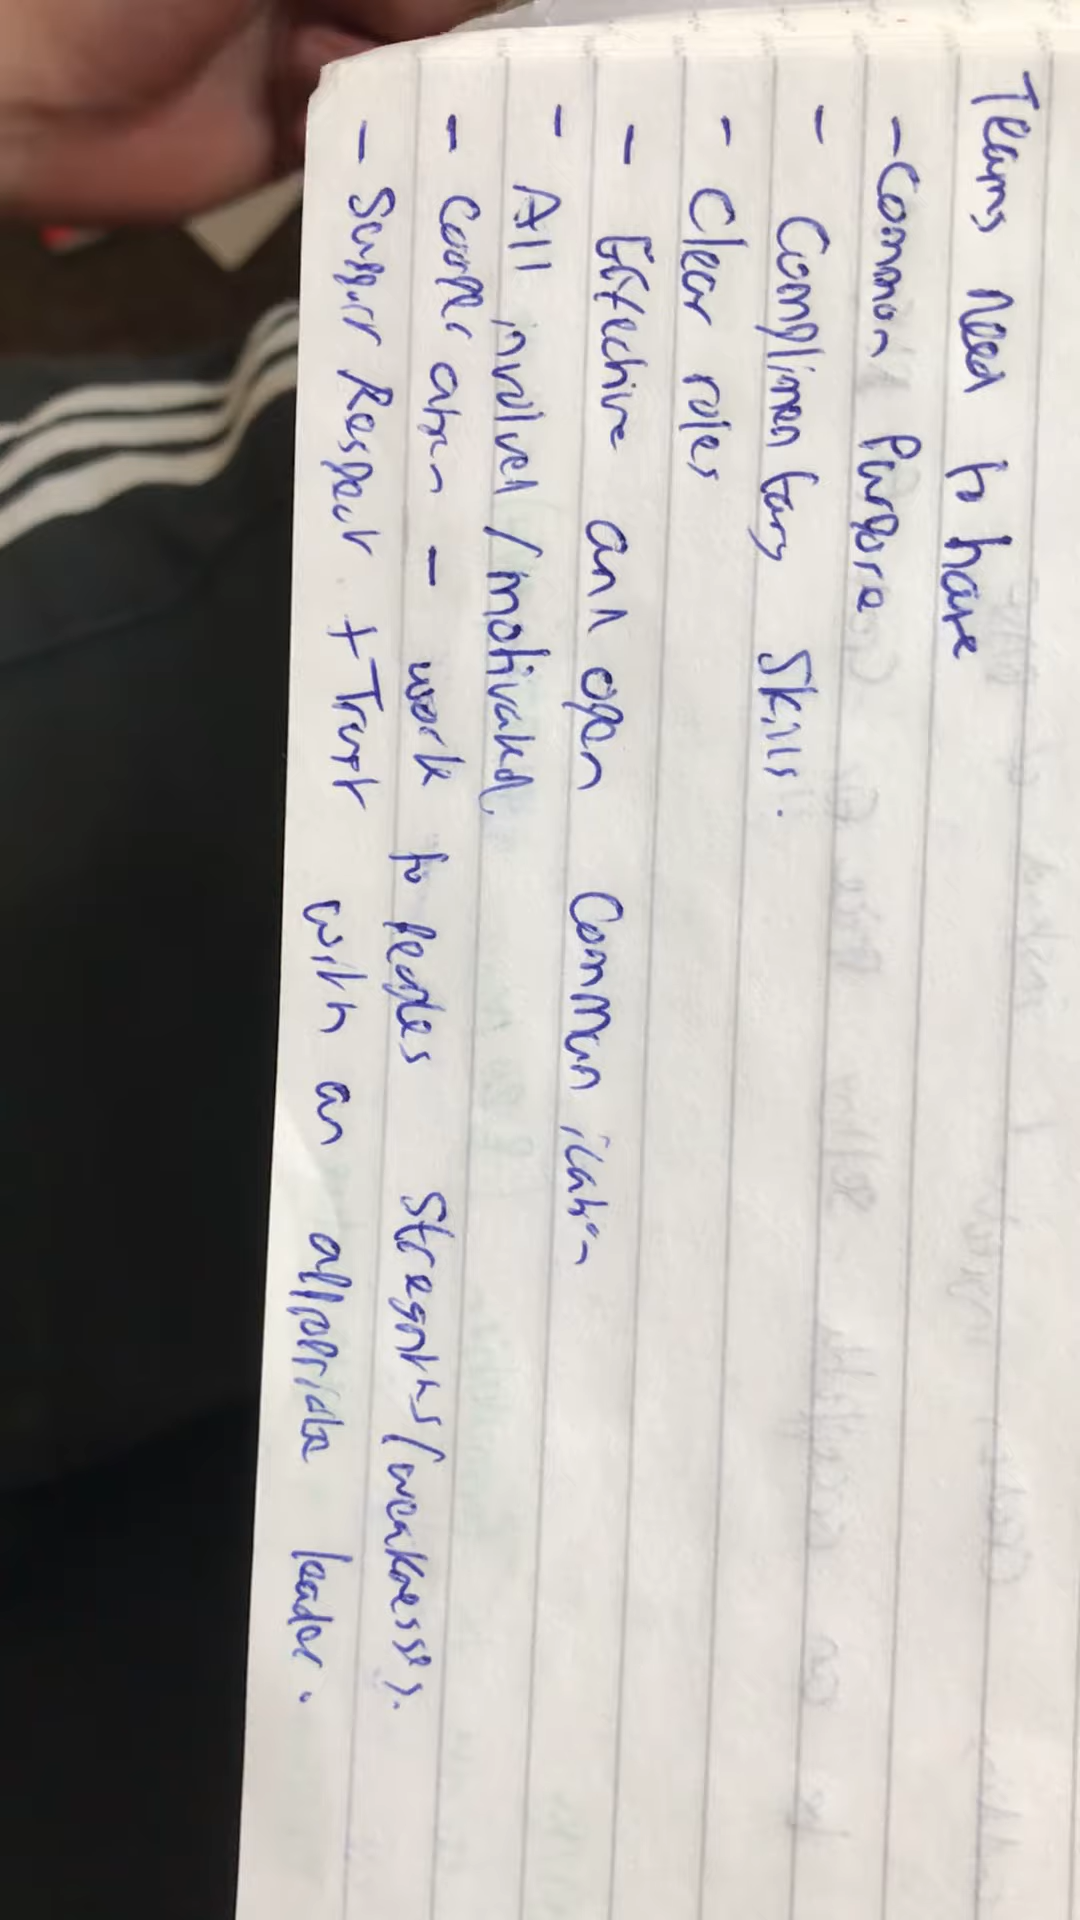 Teams need to have
- Common Purpose
- Complimentary Skills.
- Clear roles
- Effective and open Communication
- All involved / motivated
- Cooperation - work to peoples Stregnths/weaknesses.
- Support Respect + Trust with an appropriate leader.